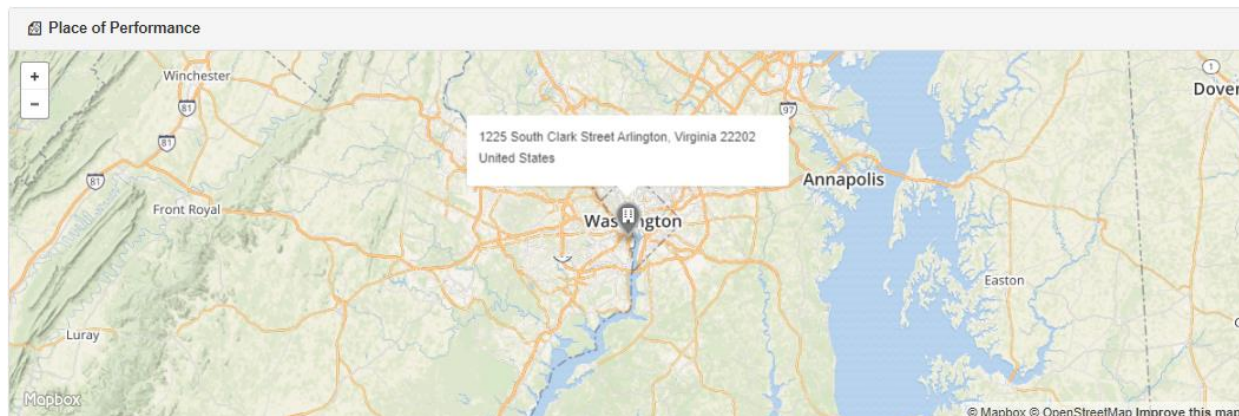 Place of Performance
+
−
Winchester
81
97
1
Dover
81
1225 South Clark Street Arlington, Virginia 22202
United States
81
Annapolis
Front Royal
Washington
Easton
Luray
Mapbox
© Mapbox © OpenStreetMap Improve this map